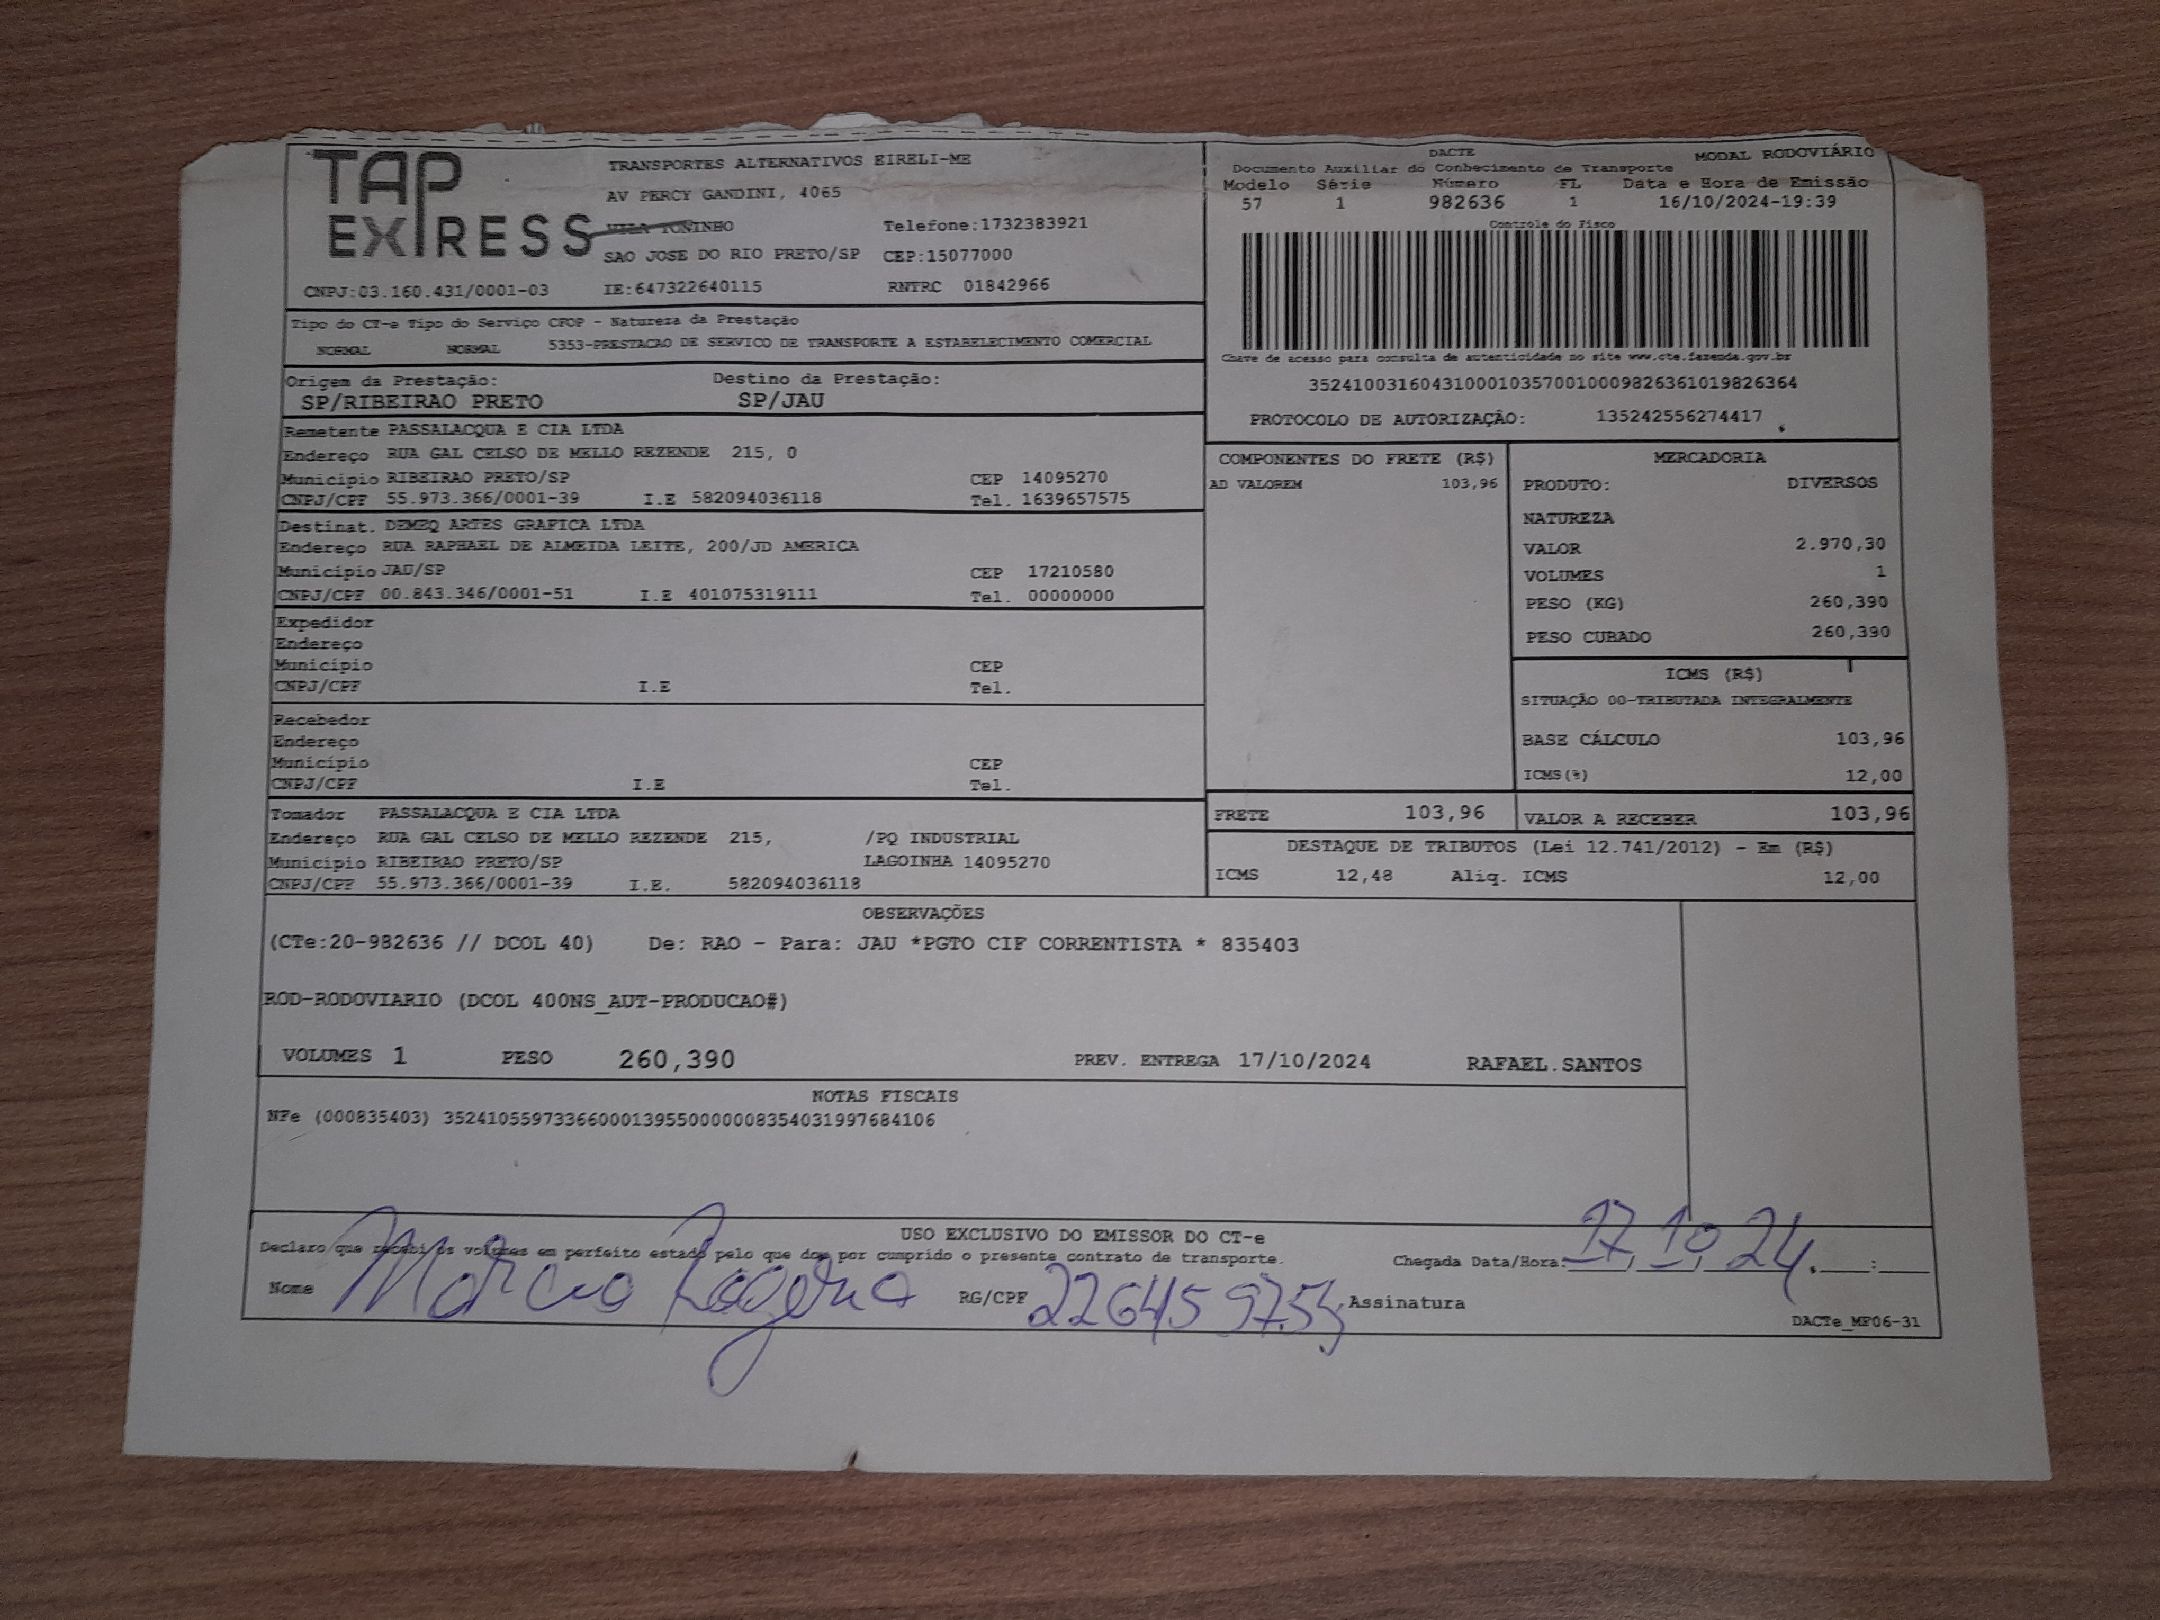 TAP
EXPRESS
TRANSPORTES ALTERNATIVOS EIRELI-ME
AV PERCY GANDINI, 4065
VILA TONINHO Telefone:1732383921
SAO JOSE DO RIO PRETO/SP CEP:15077000
CNPJ:03.160.431/0001-03 IE:647322640115 RNTRC 01842966
DACTE MODAL RODOVIÁRIO
Documento Auxiliar do Conhecimento de Transporte
Modelo Série Número FL Data e Hora de Emissão
57 1 982636 1 16/10/2024-19:39
Controle do Fisco
Chave de acesso para consulta de autenticidade no site www.cte.fazenda.gov.br
35241003160431000103570010009826361019826364
PROTOCOLO DE AUTORIZAÇÃO: 135242556274417
Tipo do CT-e Tipo do Serviço CFOP - Natureza da Prestação
NORMAL NORMAL 5353-PRESTACAO DE SERVICO DE TRANSPORTE A ESTABELECIMENTO COMERCIAL
Origem da Prestação: Destino da Prestação:
SP/RIBEIRAO PRETO SP/JAU
Remetente PASSALACQUA E CIA LTDA
Endereço RUA GAL CELSO DE MELLO REZENDE 215, 0
Município RIBEIRAO PRETO/SP CEP 14095270
CNPJ/CPF 55.973.366/0001-39 I.E 582094036118 Tel. 1639657575
Destinat. DEMEQ ARTES GRAFICA LTDA
Endereço RUA RAPHAEL DE ALMEIDA LEITE, 200/JD AMERICA
Município JAU/SP CEP 17210580
CNPJ/CPF 00.843.346/0001-51 I.E 401075319111 Tel. 00000000
Expedidor
Endereço
Município CEP
CNPJ/CPF I.E Tel.
Recebedor
Endereço
Município CEP
CNPJ/CPF I.E Tel.
Tomador PASSALACQUA E CIA LTDA
Endereço RUA GAL CELSO DE MELLO REZENDE 215, /PQ INDUSTRIAL
Município RIBEIRAO PRETO/SP LAGOINHA 14095270
CNPJ/CPF 55.973.366/0001-39 I.E. 582094036118
COMPONENTES DO FRETE (R$)
AD VALOREM 103,96
MERCADORIA
PRODUTO: DIVERSOS
NATUREZA
VALOR 2.970,30
VOLUMES 1
PESO (KG) 260,390
PESO CUBADO 260,390
ICMS (R$)
SITUAÇÃO 00-TRIBUTADA INTEGRALMENTE
BASE CÁLCULO 103,96
ICMS(%) 12,00
FRETE 103,96 VALOR A RECEBER 103,96
DESTAQUE DE TRIBUTOS (Lei 12.741/2012) - Em (R$)
ICMS 12,48 Aliq. ICMS 12,00
OBSERVAÇÕES
(CTe:20-982636 // DCOL 40) De: RAO - Para: JAU *PGTO CIF CORRENTISTA * 835403
ROD-RODOVIARIO (DCOL 400NS_AUT-PRODUCAO#)
VOLUMES 1 PESO 260,390 PREV. ENTREGA 17/10/2024 RAFAEL.SANTOS
NOTAS FISCAIS
NFe (000835403) 35241055973366000139550000008354031997684106
USO EXCLUSIVO DO EMISSOR DO CT-e
Declaro que recebi os volumes em perfeito estado pelo que dou por cumprido o presente contrato de transporte.
Chegada Data/Hora: 17, 10, 24
Nome Marcio Rogerio RG/CPF Assinatura
DACTe_MF06-31